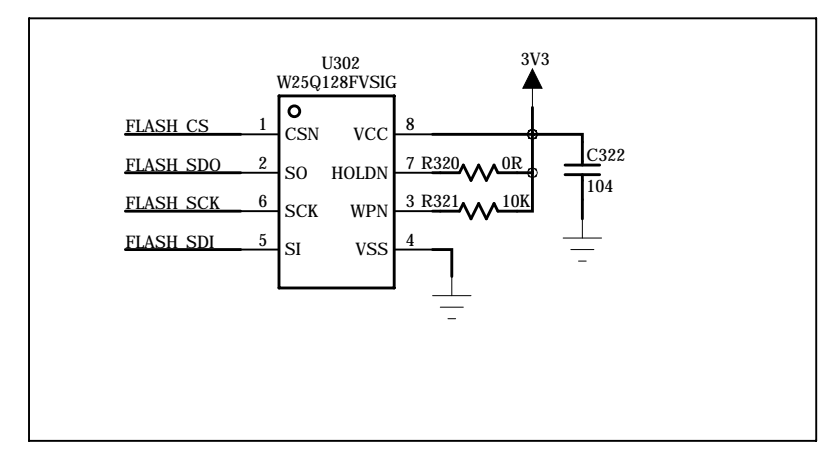 U302
W25Q128FVSIG
3V3
FLASH_CS 1 CSN VCC 8
FLASH_SDO 2 SO HOLDN 7 R320 0R
C322
104
FLASH_SCK 6 SCK WPN 3 R321 10K
FLASH_SDI 5 SI VSS 4